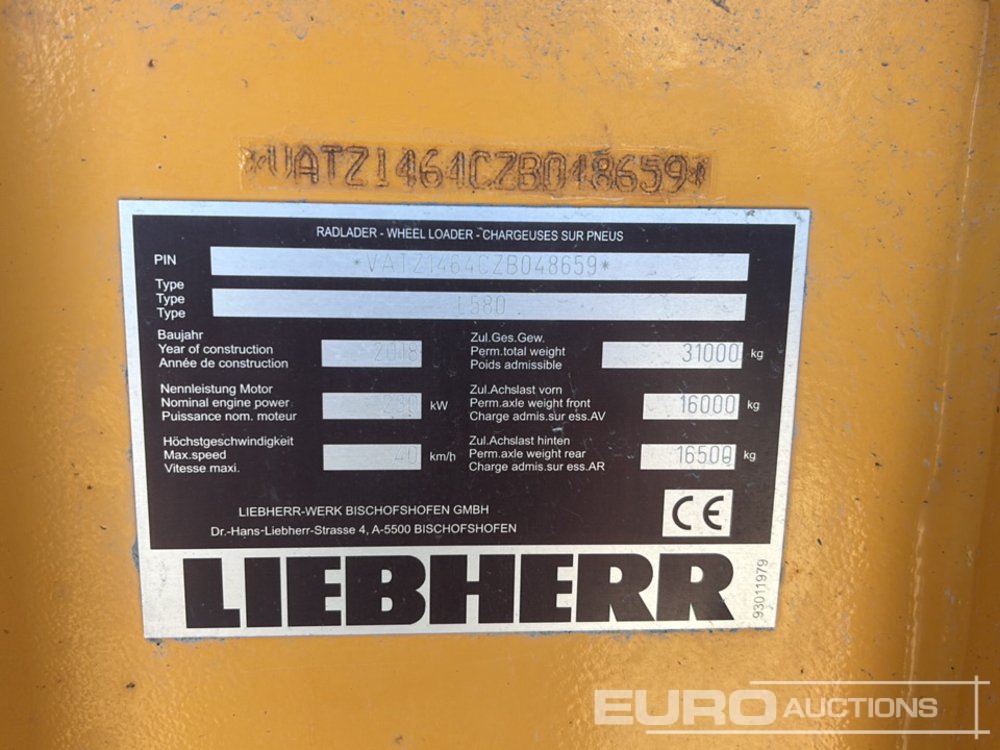 *VATZ1464CZB048659*
RADLADER - WHEEL LOADER - CHARGEUSES SUR PNEUS
PIN *VATZ1464CZB048659*
Type
Type L580
Type
Baujahr
Year of construction 2018
Année de construction
Zul.Ges.Gew.
Perm.total weight 31000 kg
Poids admissible
Nennleistung Motor
Nominal engine power kW
Puissance nom. moteur
Zul.Achslast vorn
Perm.axle weight front 16000 kg
Charge admis.sur ess.AV
Höchstgeschwindigkeit
Max.speed 40 km/h
Vitesse maxi.
Zul.Achslast hinten
Perm.axle weight rear 16500 kg
Charge admis.sur ess.AR
LIEBHERR-WERK BISCHOFSHOFEN GMBH
Dr.-Hans-Liebherr-Strasse 4, A-5500 BISCHOFSHOFEN
CE
LIEBHERR
93011979
EURO AUCTIONS